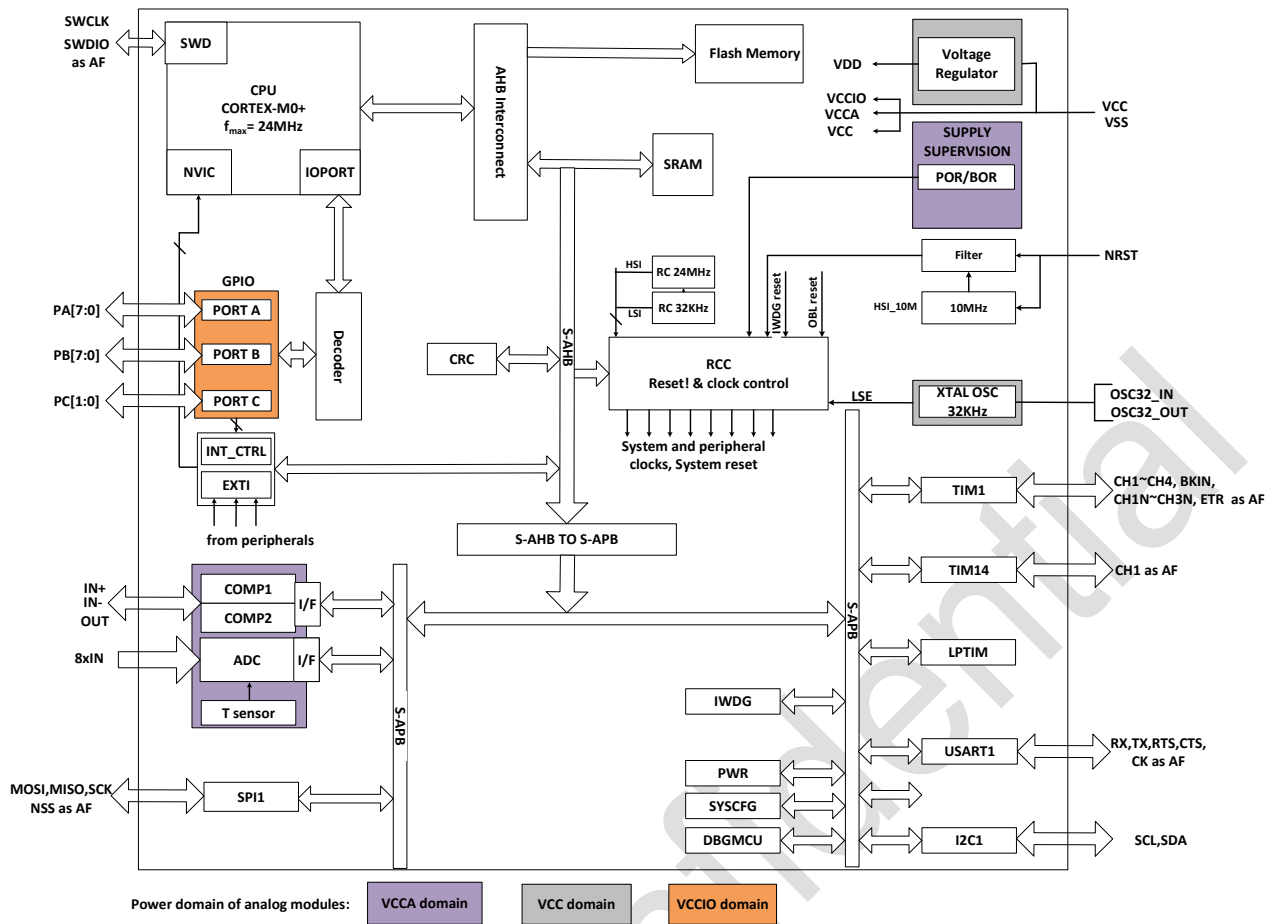 SWCLK
SWDIO
as AF
SWD
CPU
CORTEX-M0+
fmax= 24MHz
NVIC
IOPORT
AHB Interconnect
Flash Memory
SRAM
Voltage
Regulator
VDD
VCCIO
VCCA
VCC
VCC
VSS
SUPPLY
SUPERVISION
POR/BOR
Filter
NRST
HSI_10M
10MHz
HSI
RC 24MHz
LSI
RC 32KHz
IWDG reset
OBL reset
GPIO
PA[7:0]
PORT A
PB[7:0]
PORT B
PC[1:0]
PORT C
Decoder
CRC
S-AHB
RCC
Reset! & clock control
LSE
XTAL OSC
32KHz
OSC32_IN
OSC32_OUT
System and peripheral
clocks, System reset
INT_CTRL
EXTI
from peripherals
S-AHB TO S-APB
TIM1
CH1~CH4, BKIN,
CH1N~CH3N, ETR as AF
TIM14
CH1 as AF
IN+
IN-
OUT
COMP1
COMP2
I/F
8xIN
ADC
I/F
T sensor
S-APB
S-APB
LPTIM
IWDG
USART1
RX,TX,RTS,CTS,
CK as AF
PWR
SYSCFG
DBGMCU
I2C1
SCL,SDA
MOSI,MISO,SCK
NSS as AF
SPI1
Power domain of analog modules:
VCCA domain
VCC domain
VCCIO domain
nfidential